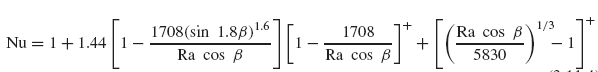 Nu = 1 + 1.44 [1 − 1708(sin 1.8β)^1.6 / Ra cos β] [1 − 1708 / Ra cos β]^+ + [(Ra cos β / 5830)^1/3 − 1]^+